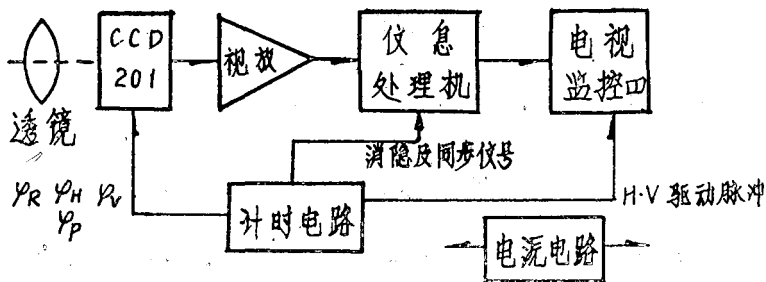 CCD
201
视放
仪息
处理机
电视
监控四
透镜
消隐及同步仪号
φR φH φV
φP
计时电路
H·V 驱动脉冲
电流电路